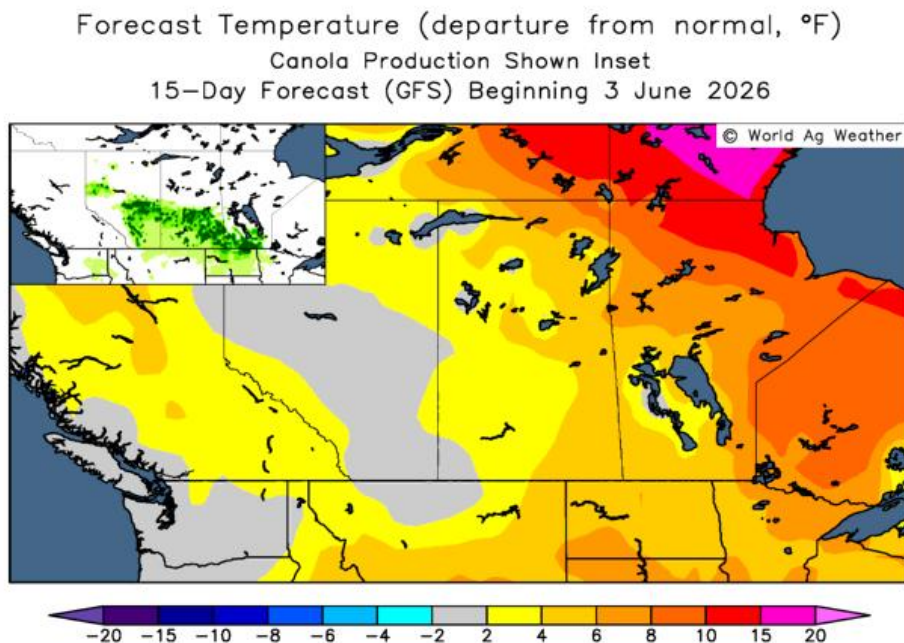 Forecast Temperature (departure from normal, °F)
Canola Production Shown Inset
15-Day Forecast (GFS) Beginning 3 June 2026
© World Ag Weather
-20 -15 -10 -8 -6 -4 -2 2 4 6 8 10 15 20